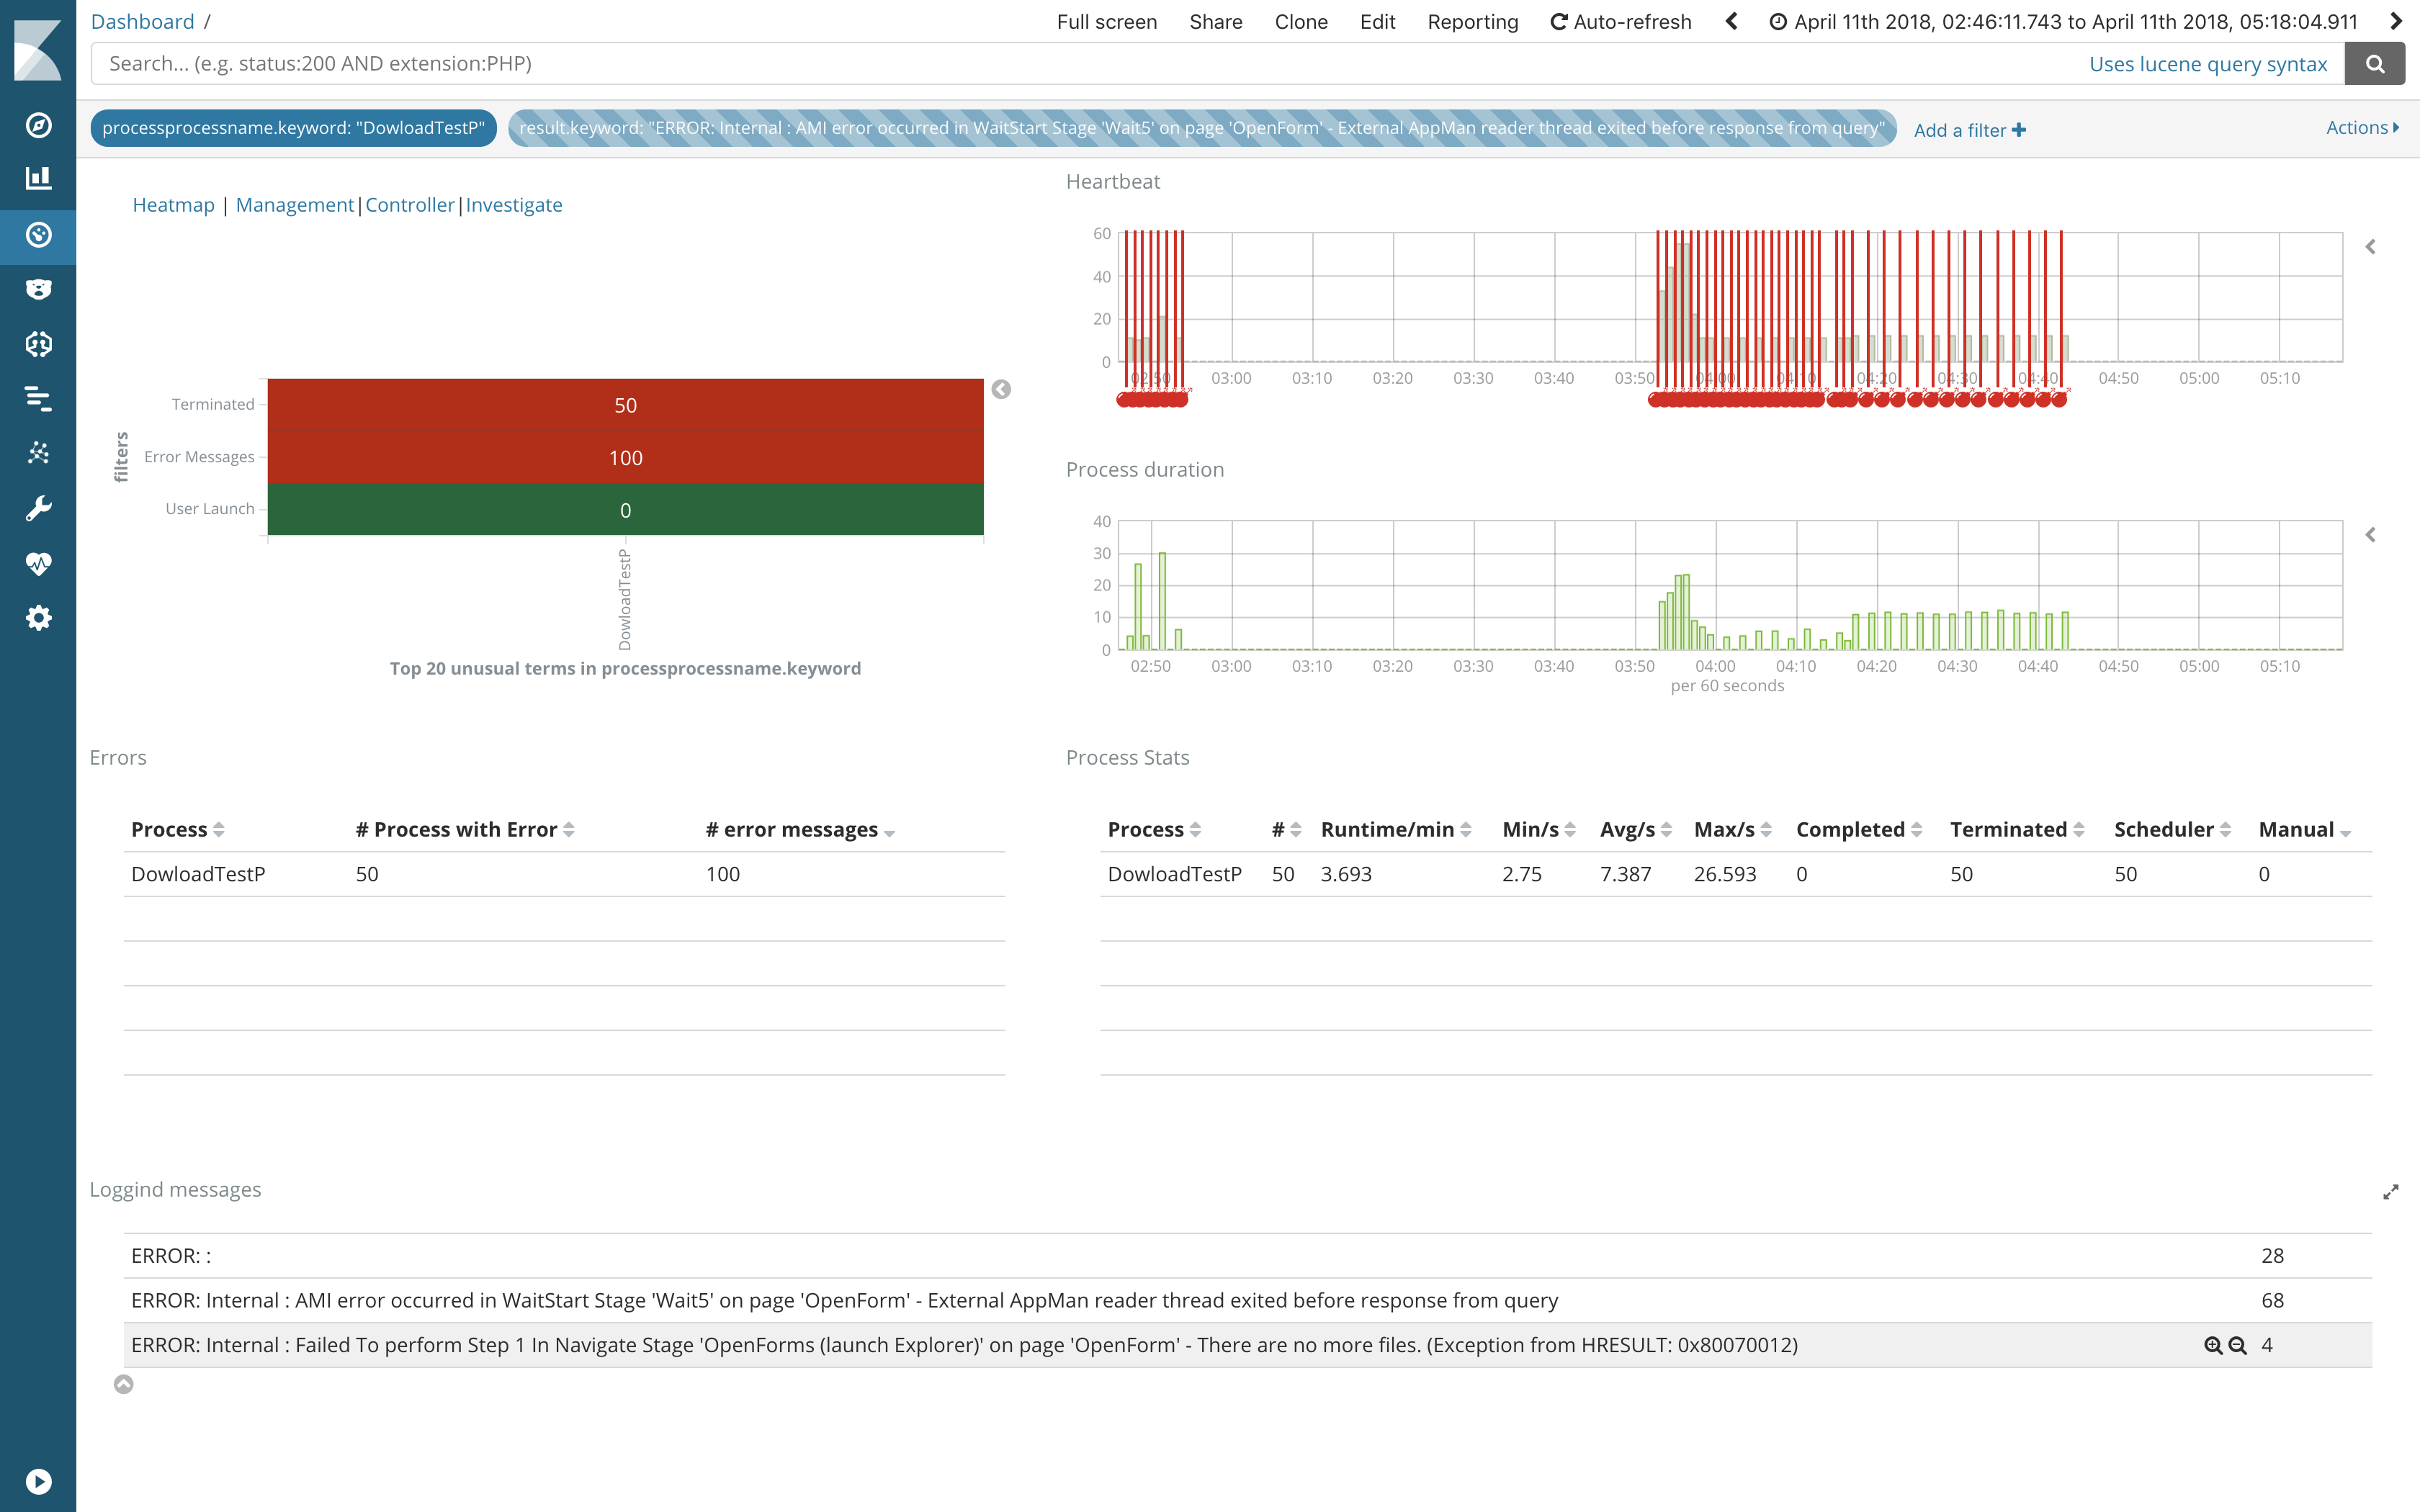 Dashboard /
Full screen Share Clone Edit Reporting Auto-refresh April 11th 2018, 02:46:11.743 to April 11th 2018, 05:18:04.911
Search... (e.g. status:200 AND extension:PHP)
Uses lucene query syntax
processprocessname.keyword: "DowloadTestP"
result.keyword: "ERROR: Internal : AMI error occurred in WaitStart Stage 'Wait5' on page 'OpenForm' - External AppMan reader thread exited before response from query"
Add a filter
Actions
Heatmap | Management|Controller|Investigate
filters
Terminated 50
Error Messages 100
User Launch 0
DowloadTestP
Top 20 unusual terms in processprocessname.keyword
Heartbeat
60
40
20
0
02:50 03:00 03:10 03:20 03:30 03:40 03:50 04:00 04:10 04:20 04:30 04:40 04:50 05:00 05:10
Process duration
40
30
20
10
0
02:50 03:00 03:10 03:20 03:30 03:40 03:50 04:00 04:10 04:20 04:30 04:40 04:50 05:00 05:10
per 60 seconds
Errors
Process # Process with Error # error messages
DowloadTestP 50 100
Process Stats
Process # Runtime/min Min/s Avg/s Max/s Completed Terminated Scheduler Manual
DowloadTestP 50 3.693 2.75 7.387 26.593 0 50 50 0
Loggind messages
ERROR: : 28
ERROR: Internal : AMI error occurred in WaitStart Stage 'Wait5' on page 'OpenForm' - External AppMan reader thread exited before response from query 68
ERROR: Internal : Failed To perform Step 1 In Navigate Stage 'OpenForms (launch Explorer)' on page 'OpenForm' - There are no more files. (Exception from HRESULT: 0x80070012) 4